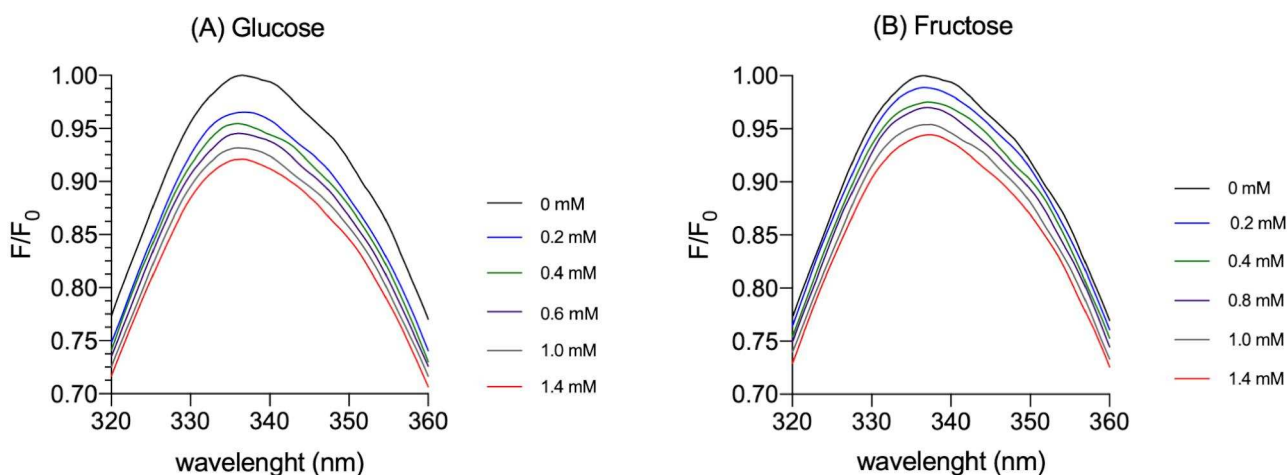 (A) Glucose
1.00
0.95
0.90
0.85
0.80
0.75
0.70
F/F0
320
330
340
350
360
wavelenght (nm)
0 mM
0.2 mM
0.4 mM
0.6 mM
1.0 mM
1.4 mM
(B) Fructose
1.00
0.95
0.90
0.85
0.80
0.75
0.70
F/F0
320
330
340
350
360
wavelenght (nm)
0 mM
0.2 mM
0.4 mM
0.8 mM
1.0 mM
1.4 mM